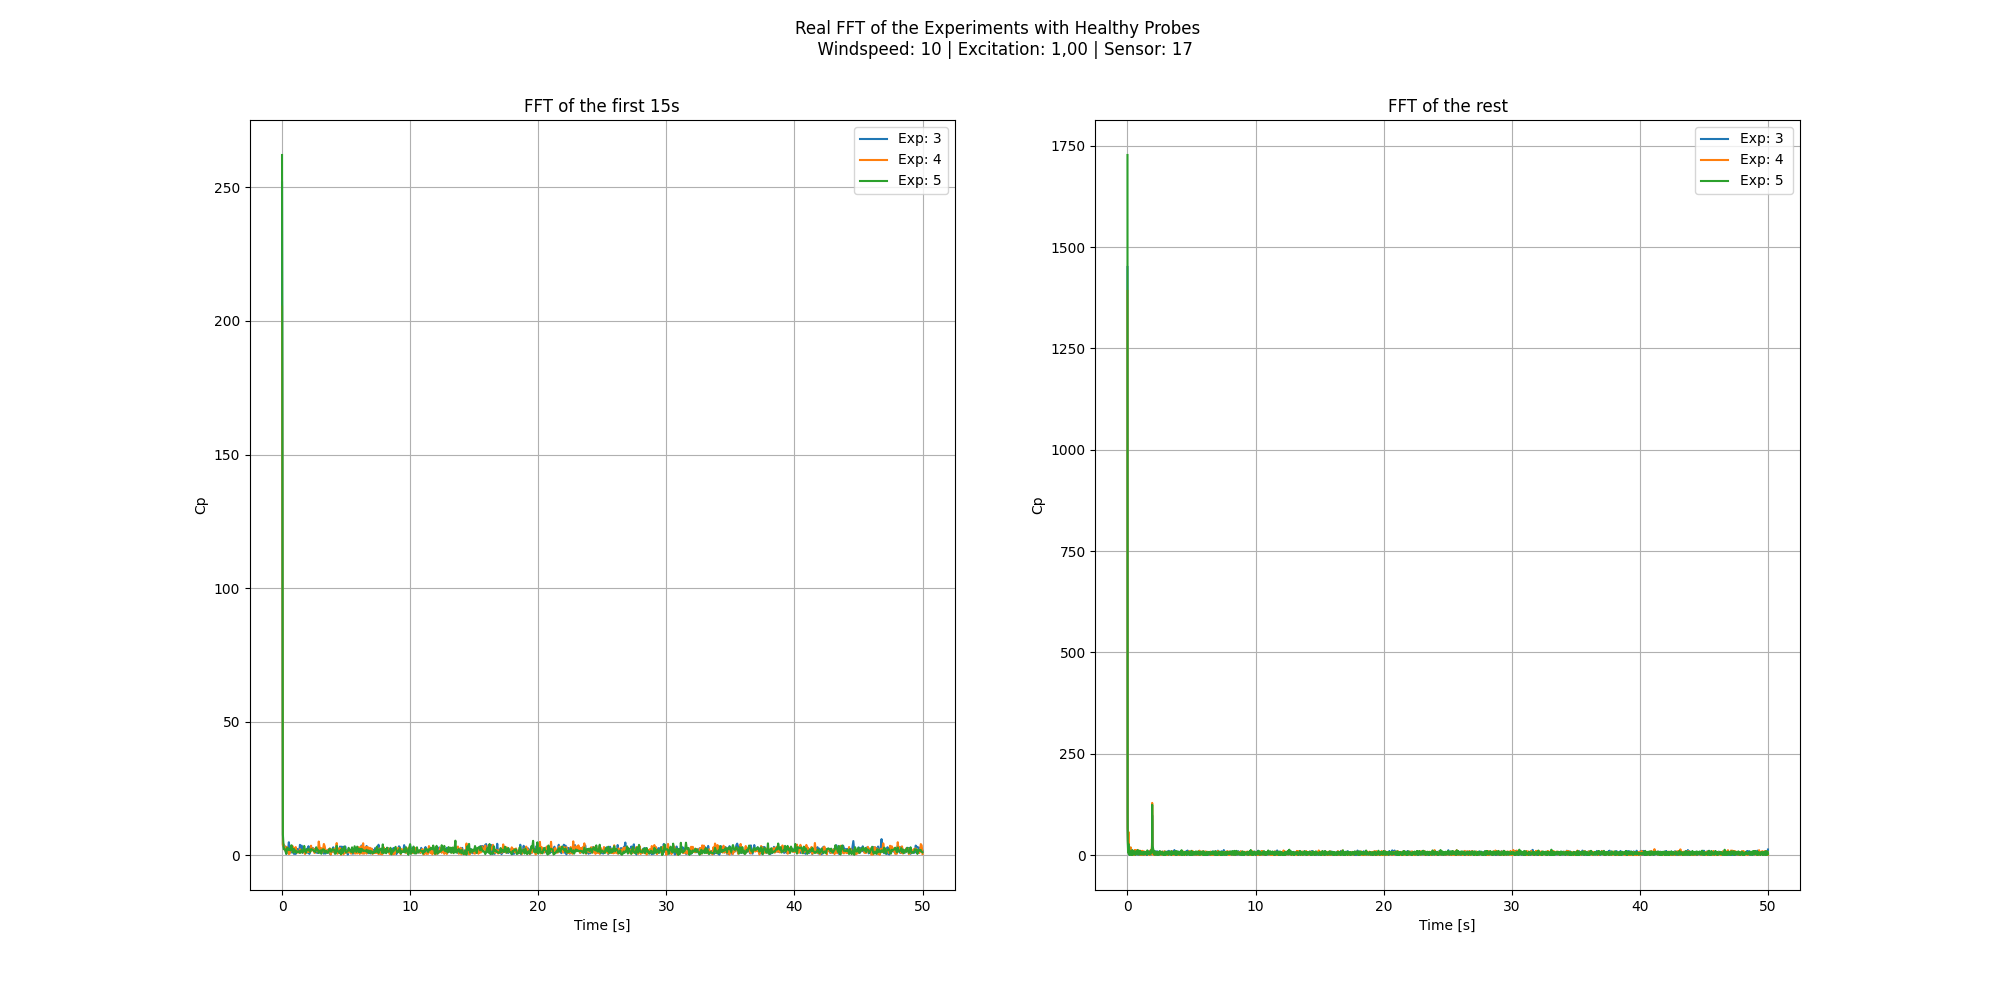 Real FFT of the Experiments with Healthy Probes
Windspeed: 10 | Excitation: 1,00 | Sensor: 17
FFT of the first 15s
Exp: 3
Exp: 4
Exp: 5
250
200
150
100
50
0
Cp
0 10 20 30 40 50
Time [s]
FFT of the rest
Exp: 3
Exp: 4
Exp: 5
1750
1500
1250
1000
750
500
250
0
Cp
0 10 20 30 40 50
Time [s]